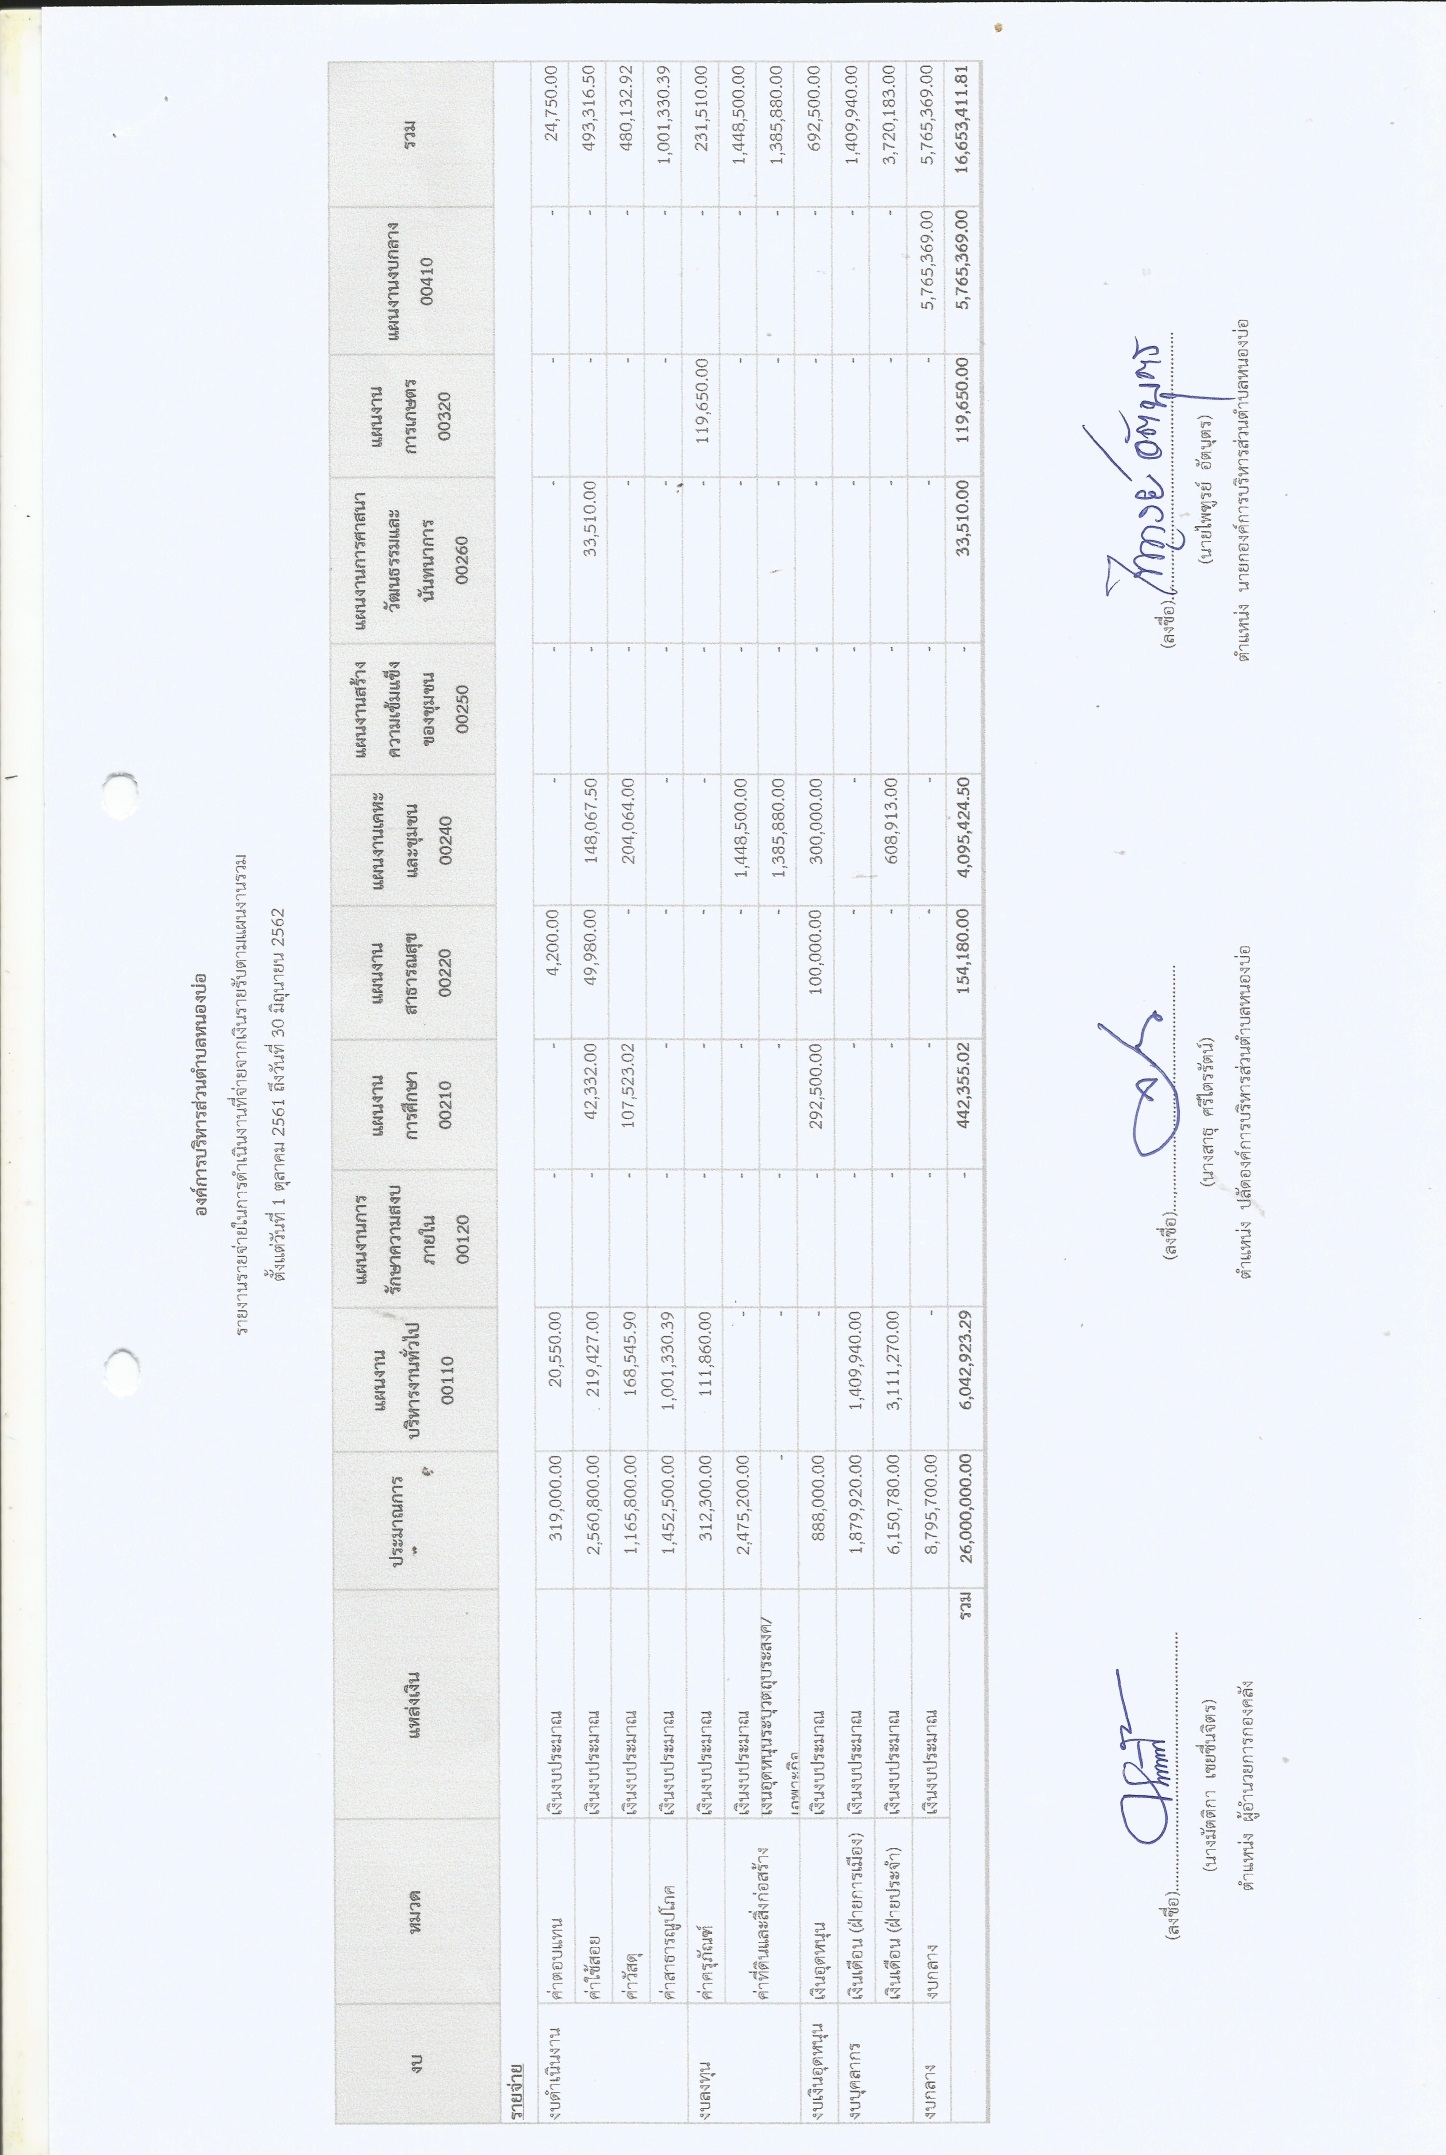 องค์การบริหารส่วนตำบลหนองบ่อ
รายงานรายจ่ายในการดำเนินงานที่จ่ายจากเงินรายรับตามแผนงานรวม
ตั้งแต่วันที่ 1 ตุลาคม 2561 ถึงวันที่ 30 มิถุนายน 2562
งบ หมวด แหล่งเงิน ประมาณการ แผนงานบริหารงานทั่วไป 00110 แผนงานการรักษาความสงบภายใน 00120 แผนงานการศึกษา 00210 แผนงานสาธารณสุข 00220 แผนงานเคหะและชุมชน 00240 แผนงานสร้างความเข้มแข็งของชุมชน 00250 แผนงานการศาสนาวัฒนธรรมและนันทนาการ 00260 แผนงานการเกษตร 00320 แผนงานงบกลาง 00410 รวม
รายจ่าย
งบดำเนินงาน ค่าตอบแทน เงินงบประมาณ 319,000.00 20,550.00 - - 4,200.00 - - - - - 24,750.00
ค่าใช้สอย เงินงบประมาณ 2,560,800.00 219,427.00 - 42,332.00 49,980.00 148,067.50 - 33,510.00 - - 493,316.50
ค่าวัสดุ เงินงบประมาณ 1,165,800.00 168,545.90 - 107,523.02 - 204,064.00 - - - - 480,132.92
ค่าสาธารณูปโภค เงินงบประมาณ 1,452,500.00 1,001,330.39 - - - - - - - - 1,001,330.39
งบลงทุน ค่าครุภัณฑ์ เงินงบประมาณ 312,300.00 111,860.00 - - - - - - 119,650.00 - 231,510.00
ค่าที่ดินและสิ่งก่อสร้าง เงินงบประมาณ 2,475,200.00 - - - - 1,448,500.00 - - - - 1,448,500.00
เงินอุดหนุนระบุวัตถุประสงค์/เฉพาะกิจ - - - - - 1,385,880.00 - - - - 1,385,880.00
งบเงินอุดหนุน เงินอุดหนุน เงินงบประมาณ 888,000.00 - - 292,500.00 100,000.00 300,000.00 - - - - 692,500.00
งบบุคลากร เงินเดือน (ฝ่ายการเมือง) เงินงบประมาณ 1,879,920.00 1,409,940.00 - - - - - - - - 1,409,940.00
เงินเดือน (ฝ่ายประจำ) เงินงบประมาณ 6,150,780.00 3,111,270.00 - - - 608,913.00 - - - - 3,720,183.00
งบกลาง งบกลาง เงินงบประมาณ 8,795,700.00 - - - - - - - - 5,765,369.00 5,765,369.00
รวม 26,000,000.00 6,042,923.29 - 442,355.02 154,180.00 4,095,424.50 - 33,510.00 119,650.00 5,765,369.00 16,653,411.81
(ลงชื่อ)
(นางมัตติกา เชยชื่นจิตร)
ตำแหน่ง ผู้อำนวยการกองคลัง
(ลงชื่อ)
(นางสาธุ ศรีไตรรัตน์)
ตำแหน่ง ปลัดองค์การบริหารส่วนตำบลหนองบ่อ
(ลงชื่อ) ไพฑูรย์ อัตบุตร
(นายไพฑูรย์ อัตบุตร)
ตำแหน่ง นายกองค์การบริหารส่วนตำบลหนองบ่อ